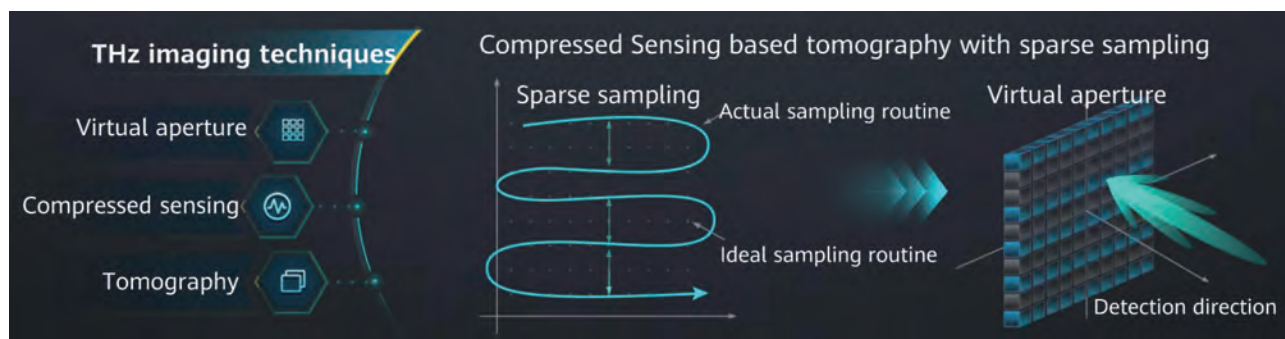 THz imaging techniques
Virtual aperture
Compressed sensing
Tomography
Compressed Sensing based tomography with sparse sampling
Sparse sampling
Actual sampling routine
Ideal sampling routine
Virtual aperture
Detection direction